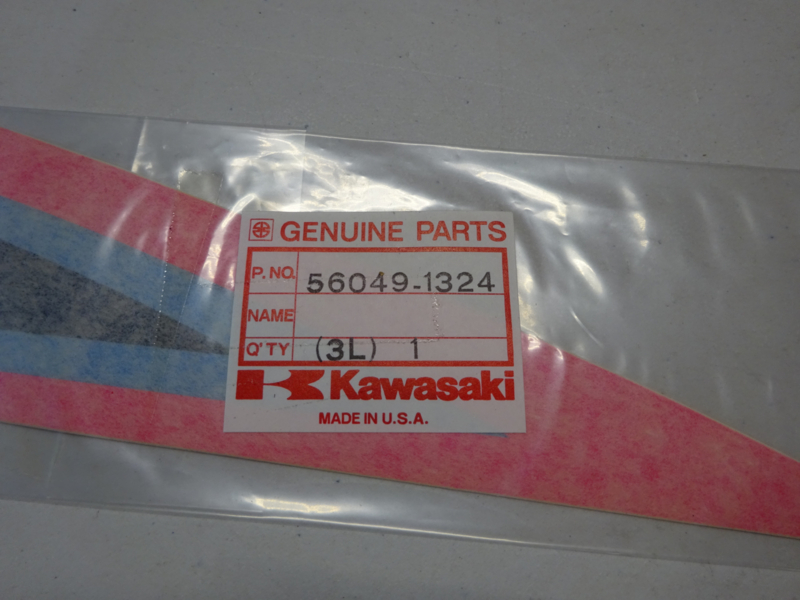 GENUINE PARTS
P.NO. 56049-1324
NAME
Q'TY (3L) 1
Kawasaki
MADE IN U.S.A.